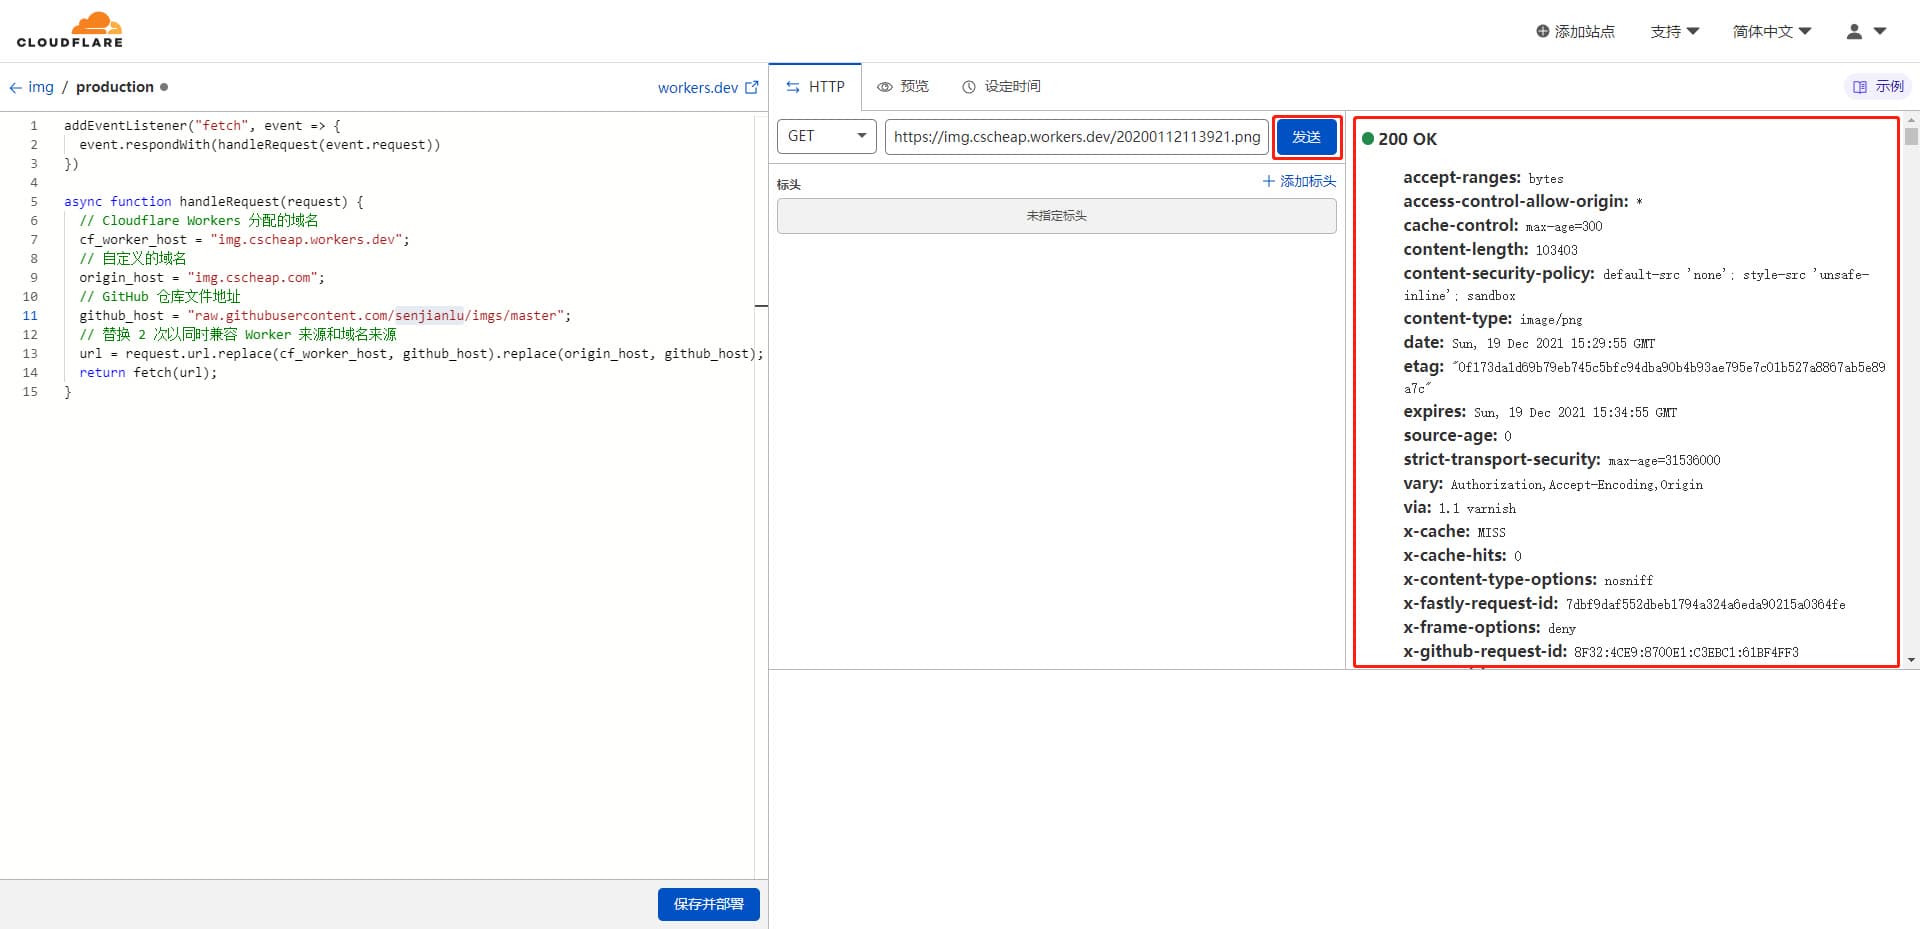 CLOUDFLARE
添加站点
支持
简体中文
img / production
workers.dev
HTTP
预览
设定时间
示例
1 addEventListener("fetch", event => {
2 event.respondWith(handleRequest(event.request))
3 })
4
5 async function handleRequest(request) {
6 // Cloudflare Workers 分配的域名
7 cf_worker_host = "img.cscheap.workers.dev";
8 // 自定义的域名
9 origin_host = "img.cscheap.com";
10 // GitHub 仓库文件地址
11 github_host = "raw.githubusercontent.com/senjianlu/imgs/master";
12 // 替换 2 次以同时兼容 Worker 来源和域名来源
13 url = request.url.replace(cf_worker_host, github_host).replace(origin_host, github_host);
14 return fetch(url);
15 }
保存并部署
GET
https://img.cscheap.workers.dev/20200112113921.png
发送
标头
添加标头
未指定标头
200 OK
accept-ranges: bytes
access-control-allow-origin: *
cache-control: max-age=300
content-length: 103403
content-security-policy: default-src 'none'; style-src 'unsafe-
inline'; sandbox
content-type: image/png
date: Sun, 19 Dec 2021 15:29:55 GMT
etag: "0f173da1d69b79eb745c5bfc94dba90b4b93ae795e7c01b527a8867ab5e89
a7c"
expires: Sun, 19 Dec 2021 15:34:55 GMT
source-age: 0
strict-transport-security: max-age=31536000
vary: Authorization,Accept-Encoding,Origin
via: 1.1 varnish
x-cache: MISS
x-cache-hits: 0
x-content-type-options: nosniff
x-fastly-request-id: 7dbf9daf552dbeb1794a324a6eda90215a0364fe
x-frame-options: deny
x-github-request-id: 8F32:4CE9:8700E1:C3EBC1:61BF4FF3